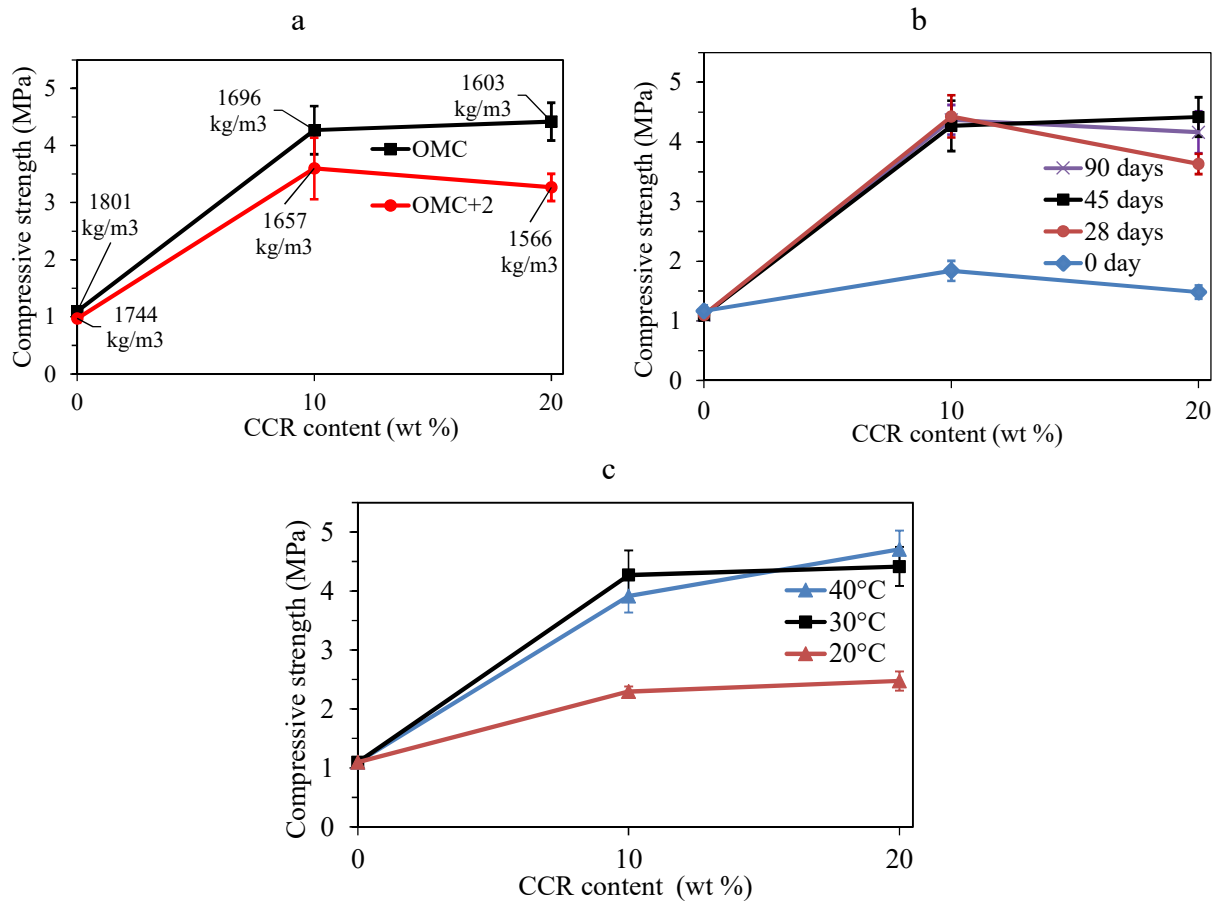 a
Compressive strength (MPa)
5
4
3
2
1
0
1801
kg/m3
1696
kg/m3
1603
kg/m3
1744
kg/m3
1657
kg/m3
1566
kg/m3
OMC
OMC+2
0
10
20
CCR content (wt %)
b
Compressive strength (MPa)
5
4
3
2
1
0
90 days
45 days
28 days
0 day
0
10
20
CCR content (wt %)
c
Compressive strength (MPa)
5
4
3
2
1
0
40°C
30°C
20°C
0
10
20
CCR content (wt %)